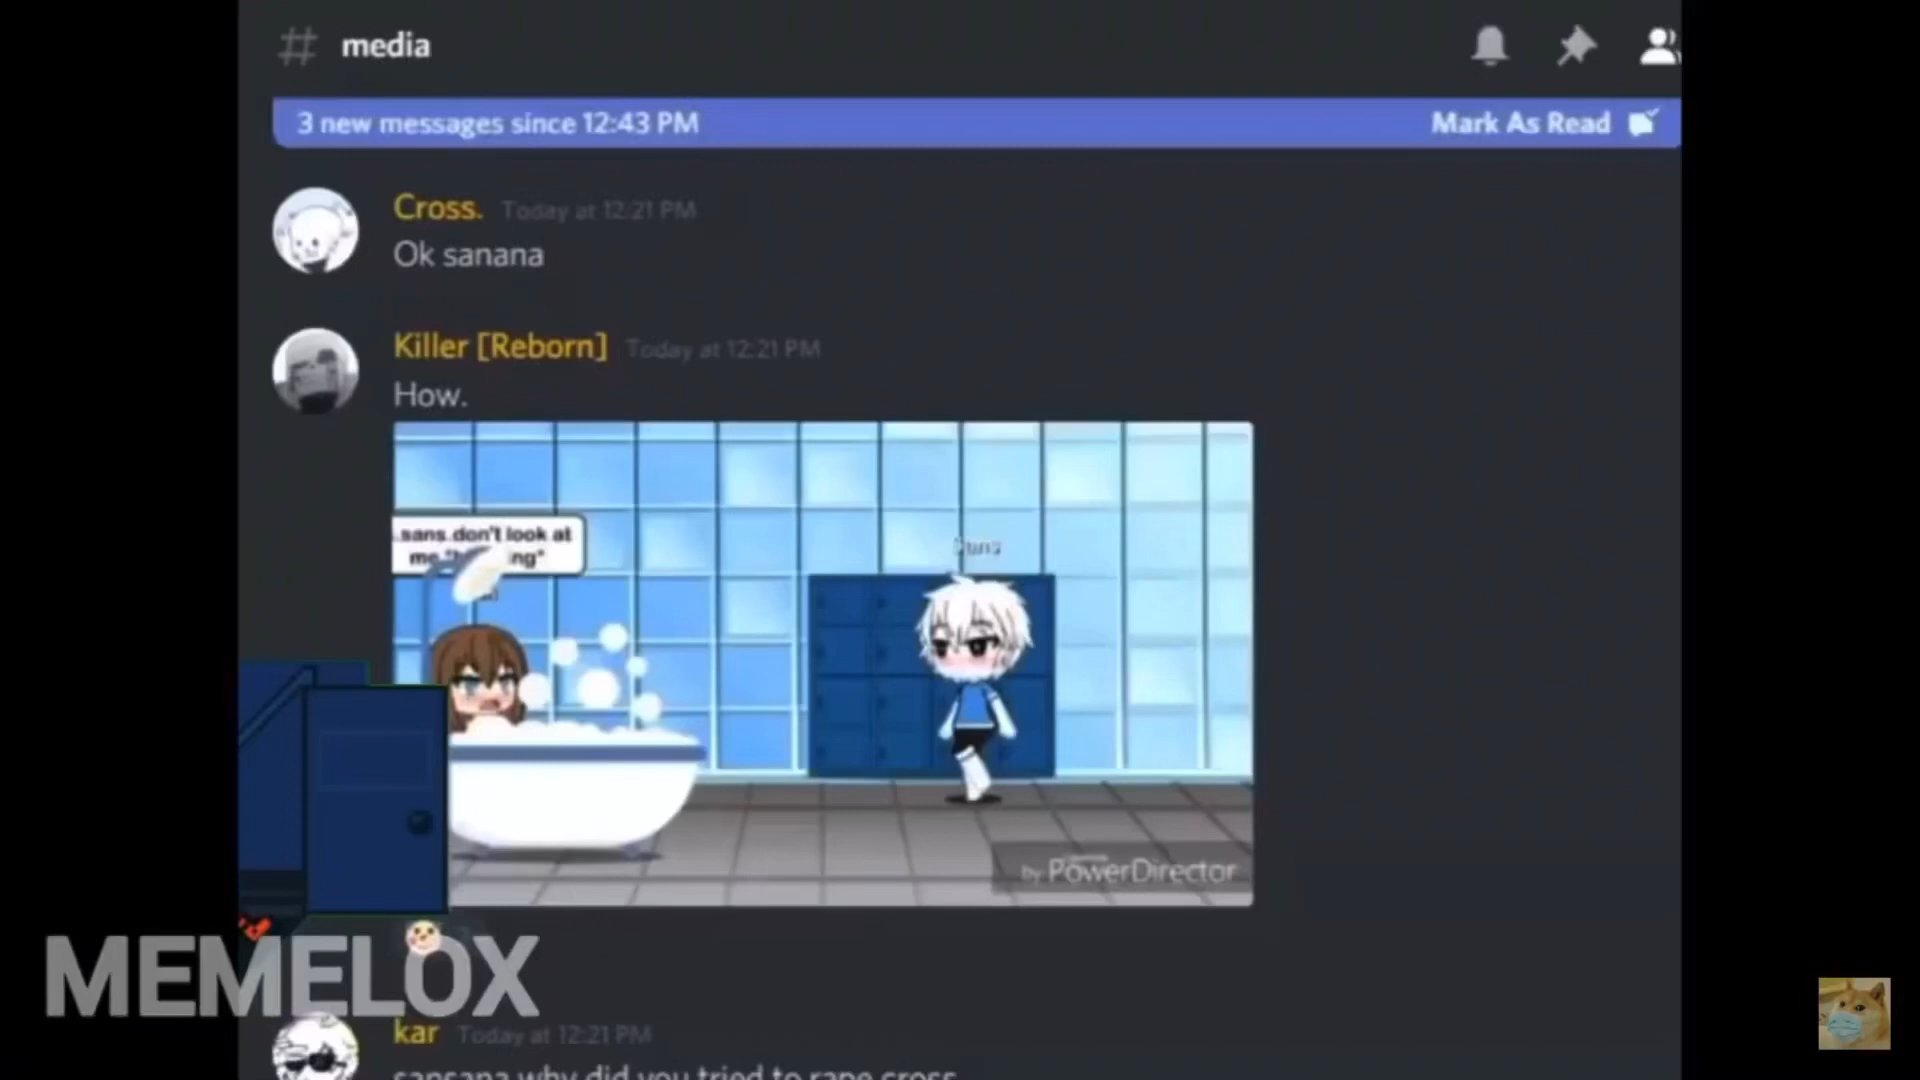 media
3 new messages since 12:43 PM
Mark As Read
Cross. Today at 12:21 PM
Ok sanana
Killer [Reborn] Today at 12:21 PM
How.
sans don't look at
me
Sans
by PowerDirector
MEMELOX
kar Today at 12:21 PM
sansana why did you tried to rape cross